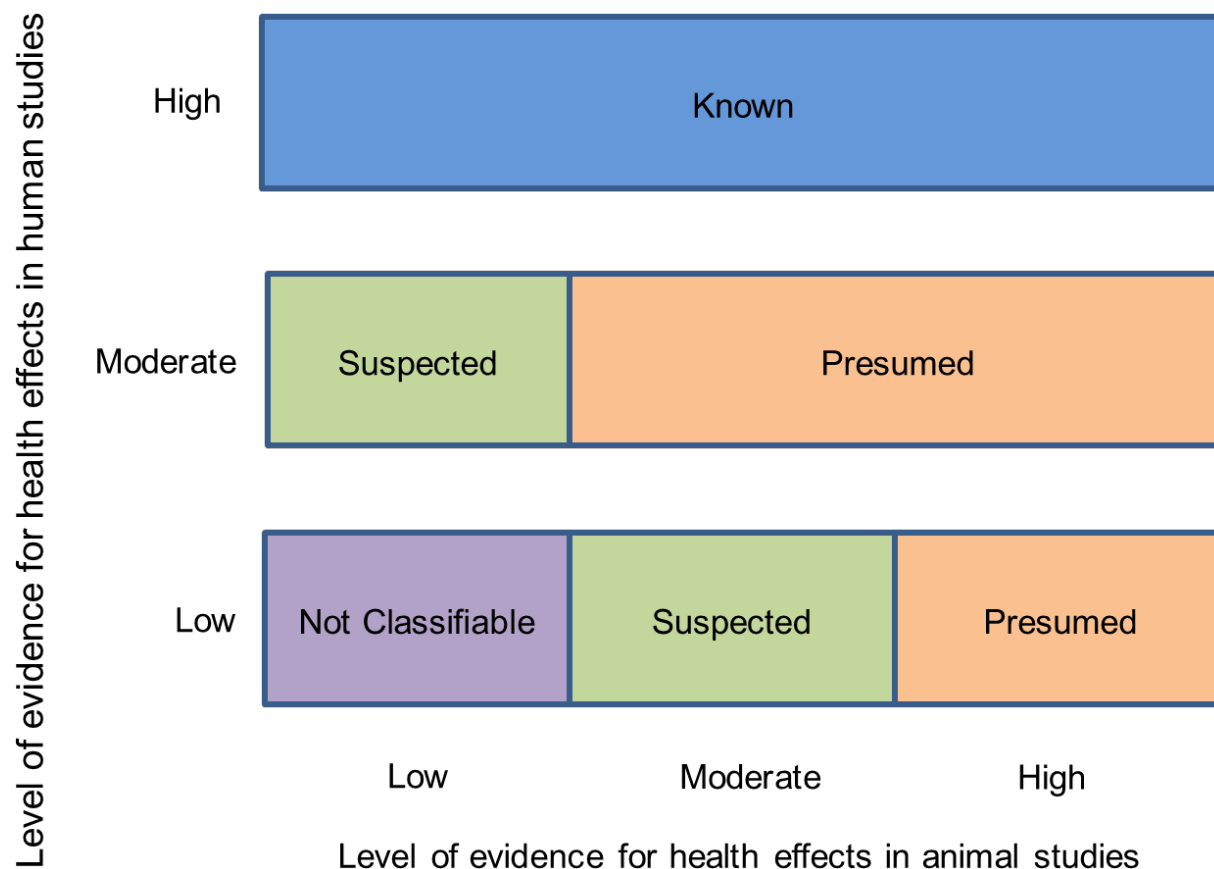 Level of evidence for health effects in human studies
High
Known
Moderate
Suspected
Presumed
Low
Not Classifiable
Suspected
Presumed
Low
Moderate
High
Level of evidence for health effects in animal studies